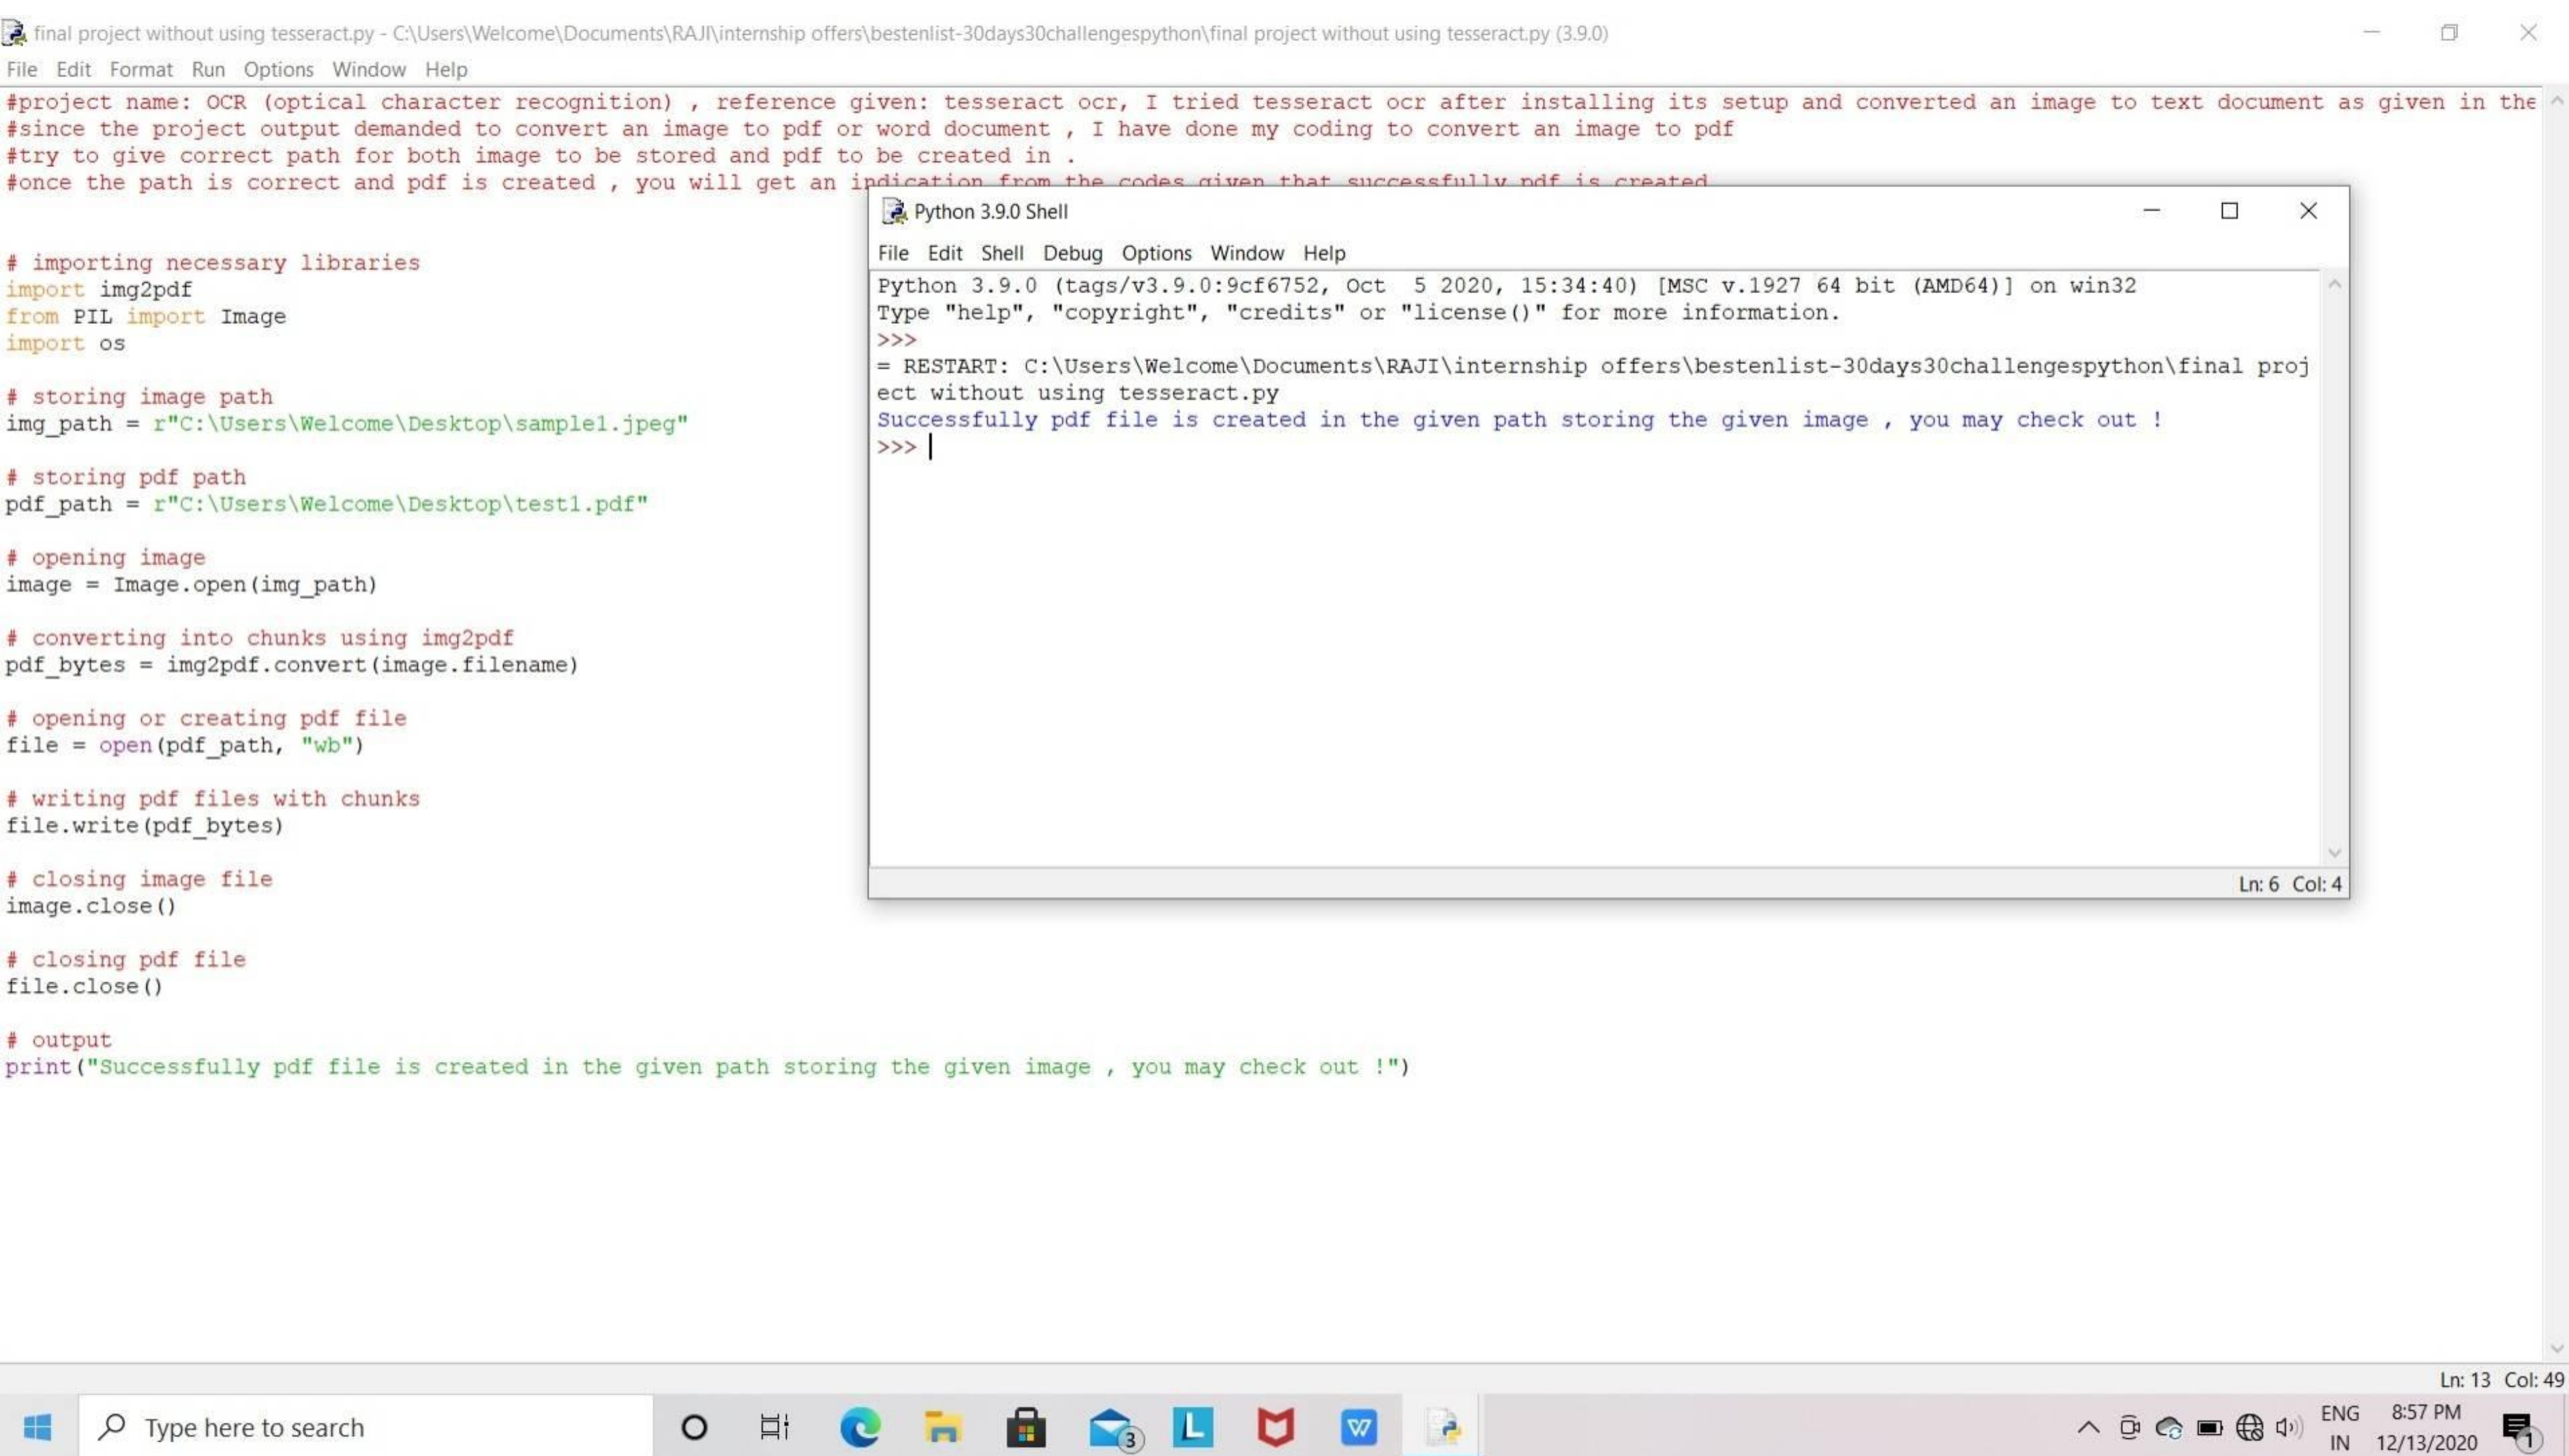 final project without using tesseract.py - C:\Users\Welcome\Documents\RAJI\internship offers\bestenlist-30days30challengespython\final project without using tesseract.py (3.9.0)
File Edit Format Run Options Window Help
#project name: OCR (optical character recognition) , reference given: tesseract ocr, I tried tesseract ocr after installing its setup and converted an image to text document as given in the
#since the project output demanded to convert an image to pdf or word document , I have done my coding to convert an image to pdf
#try to give correct path for both image to be stored and pdf to be created in .
#once the path is correct and pdf is created , you will get an indication from the codes given that successfully pdf is created
# importing necessary libraries
import img2pdf
from PIL import Image
import os
# storing image path
img_path = r"C:\Users\Welcome\Desktop\sample1.jpeg"
# storing pdf path
pdf_path = r"C:\Users\Welcome\Desktop\test1.pdf"
# opening image
image = Image.open(img_path)
# converting into chunks using img2pdf
pdf_bytes = img2pdf.convert(image.filename)
# opening or creating pdf file
file = open(pdf_path, "wb")
# writing pdf files with chunks
file.write(pdf_bytes)
# closing image file
image.close()
# closing pdf file
file.close()
# output
print("Successfully pdf file is created in the given path storing the given image , you may check out !")
Python 3.9.0 Shell
File Edit Shell Debug Options Window Help
Python 3.9.0 (tags/v3.9.0:9cf6752, Oct  5 2020, 15:34:40) [MSC v.1927 64 bit (AMD64)] on win32
Type "help", "copyright", "credits" or "license()" for more information.
>>>
= RESTART: C:\Users\Welcome\Documents\RAJI\internship offers\bestenlist-30days30challengespython\final proj
ect without using tesseract.py
Successfully pdf file is created in the given path storing the given image , you may check out !
>>>
Ln: 6 Col: 4
Ln: 13 Col: 49
Type here to search
3
L
W
ENG
IN
8:57 PM
12/13/2020
1